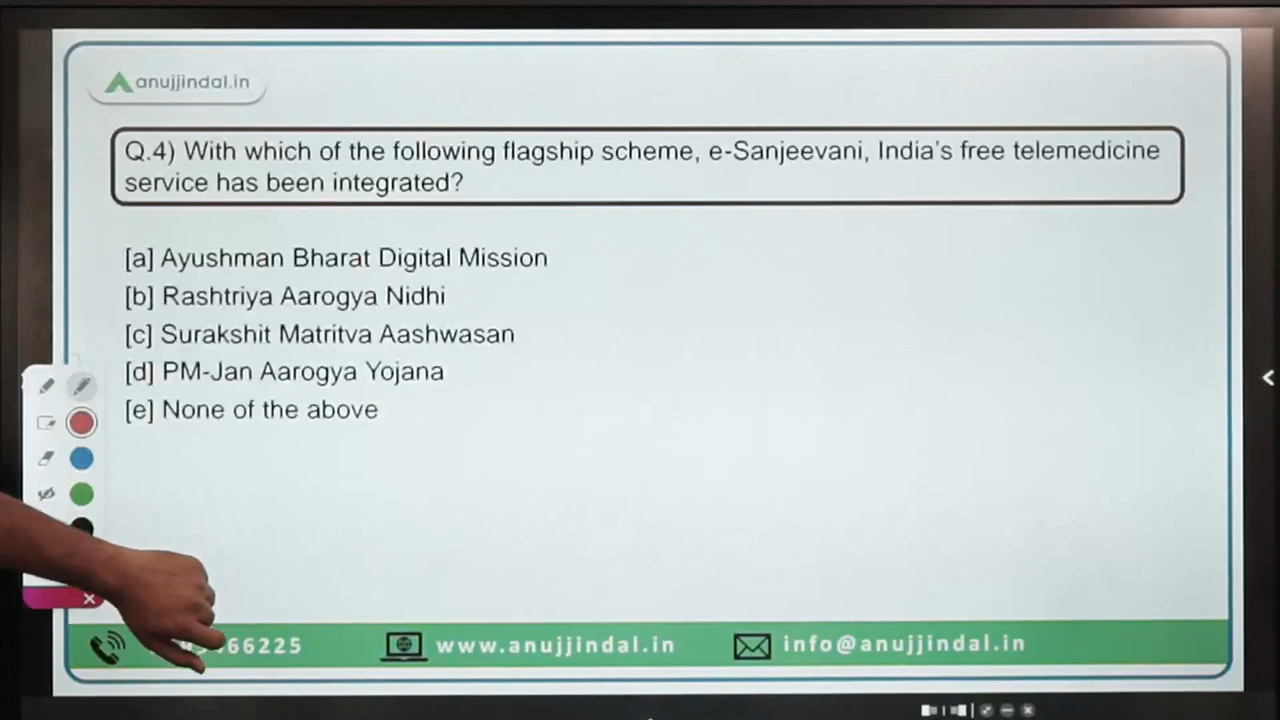 anujjindal.in
Q.4) With which of the following flagship scheme, e-Sanjeevani, India's free telemedicine
service has been integrated?
[a] Ayushman Bharat Digital Mission
[b] Rashtriya Aarogya Nidhi
[c] Surakshit Matritva Aashwasan
[d] PM-Jan Aarogya Yojana
[e] None of the above
www.anujjindal.in
info@anujjindal.in